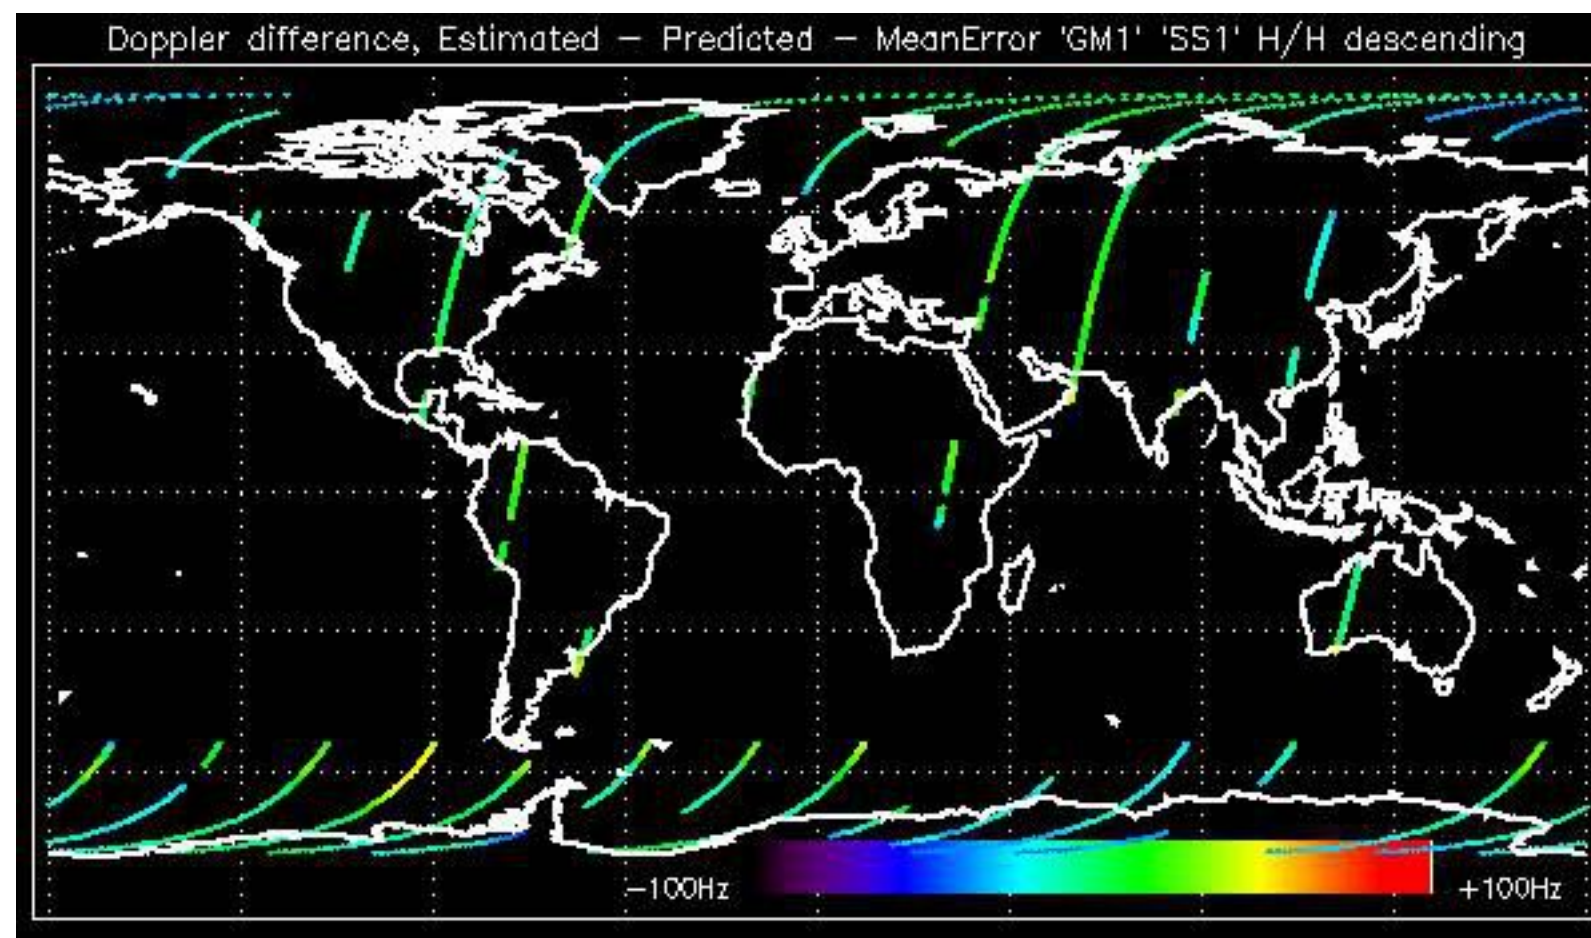 Doppler difference, Estimated – Predicted – MeanError 'GM1' 'SS1' H/H descending
–100Hz
+100Hz